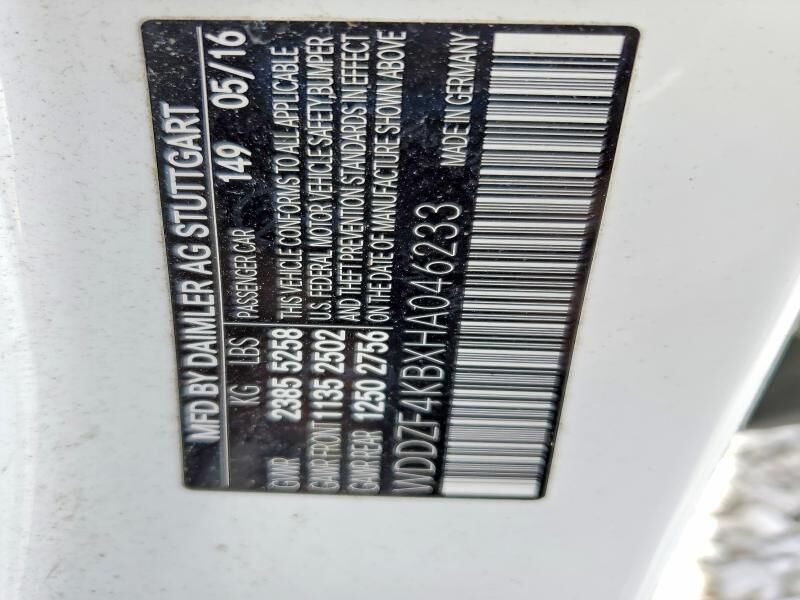 MFD BY DAIMLER AG STUTTGART
149 05/16
KG LBS PASSENGER CAR
GVWR 2385 5258 THIS VEHICLE CONFORMS TO ALL APPLICABLE
GAWR FRONT 1135 2502 U.S. FEDERAL MOTOR VEHICLE SAFETY, BUMPER
GAWR REAR 1250 2756 AND THEFT PREVENTION STANDARDS IN EFFECT
ON THE DATE OF MANUFACTURE SHOWN ABOVE
WDDZF4KBXHA046233 MADE IN GERMANY